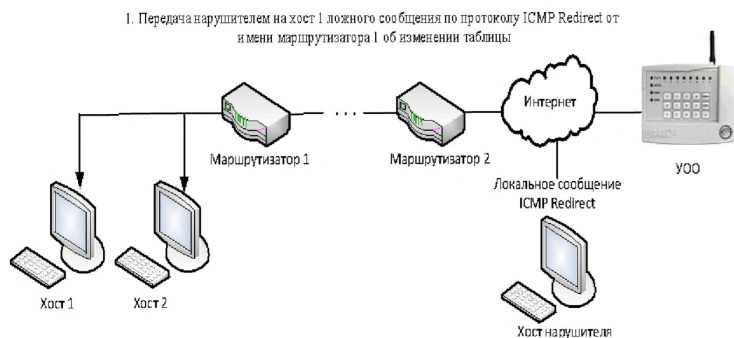 1. Передача нарушителем на хост 1 ложного сообщения по протоколу ICMP Redirect от
имени маршрутизатора 1 об изменении таблицы
Интернет
Маршрутизатор 1
Маршрутизатор 2
УОО
Локальное сообщение
ICMP Redirect
Хост 1
Хост 2
Хост нарушителя